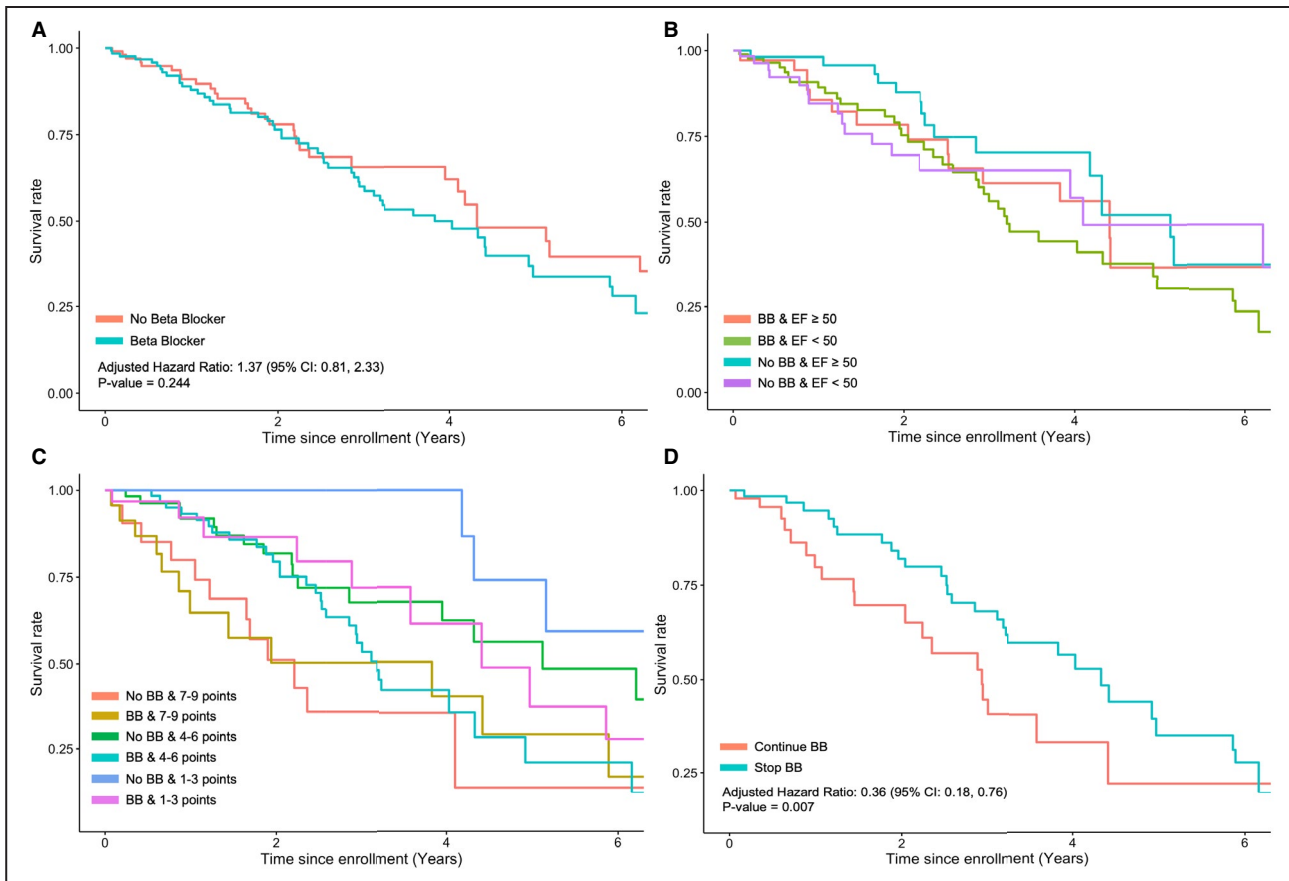 A
Survival rate
1.00
0.75
0.50
0.25
0.00
No Beta Blocker
Beta Blocker
Adjusted Hazard Ratio: 1.37 (95% CI: 0.81, 2.33)
P-value = 0.244
0 2 4 6
Time since enrollment (Years)
B
Survival rate
1.00
0.75
0.50
0.25
0.00
BB & EF ≥ 50
BB & EF < 50
No BB & EF ≥ 50
No BB & EF < 50
0 2 4 6
Time since enrollment (Years)
C
Survival rate
1.00
0.75
0.50
0.25
No BB & 7-9 points
BB & 7-9 points
No BB & 4-6 points
BB & 4-6 points
No BB & 1-3 points
BB & 1-3 points
0 2 4 6
Time since enrollment (Years)
D
Survival rate
1.00
0.75
0.50
0.25
Continue BB
Stop BB
Adjusted Hazard Ratio: 0.36 (95% CI: 0.18, 0.76)
P-value = 0.007
0 2 4 6
Time since enrollment (Years)